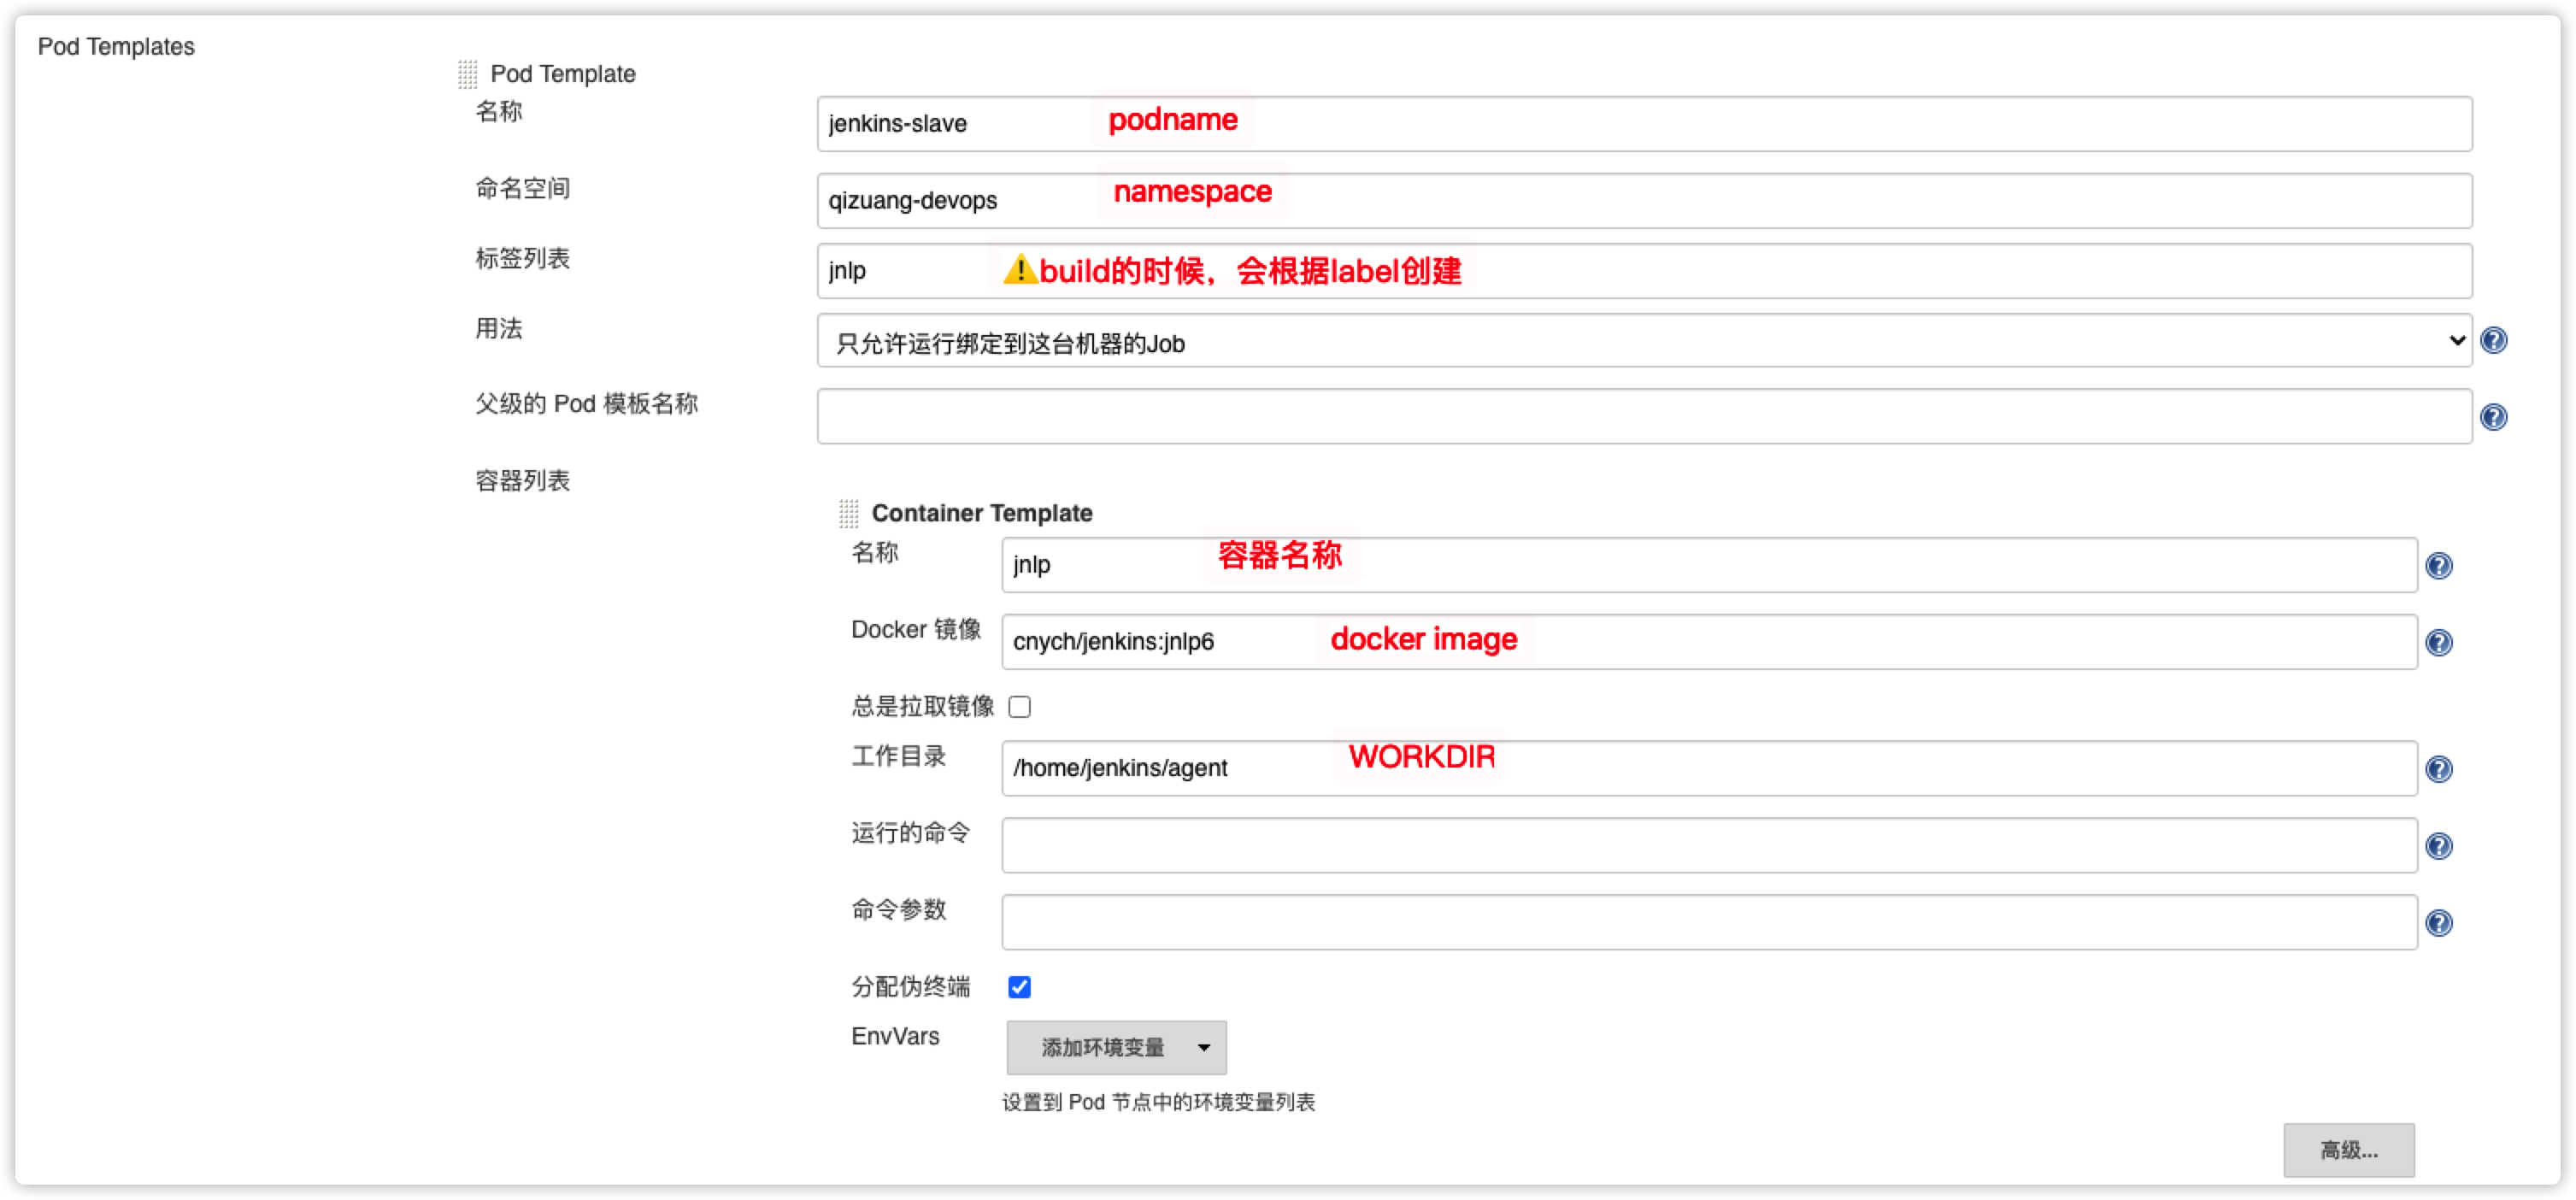 Pod Templates
Pod Template
名称
jenkins-slave
podname
命名空间
qizuang-devops
namespace
标签列表
jnlp
⚠️build的时候，会根据label创建
用法
只允许运行绑定到这台机器的Job
父级的 Pod 模板名称
容器列表
Container Template
名称
jnlp
容器名称
Docker 镜像
cnych/jenkins:jnlp6
docker image
总是拉取镜像
工作目录
/home/jenkins/agent
WORKDIR
运行的命令
命令参数
分配伪终端
EnvVars
添加环境变量
设置到 Pod 节点中的环境变量列表
高级...